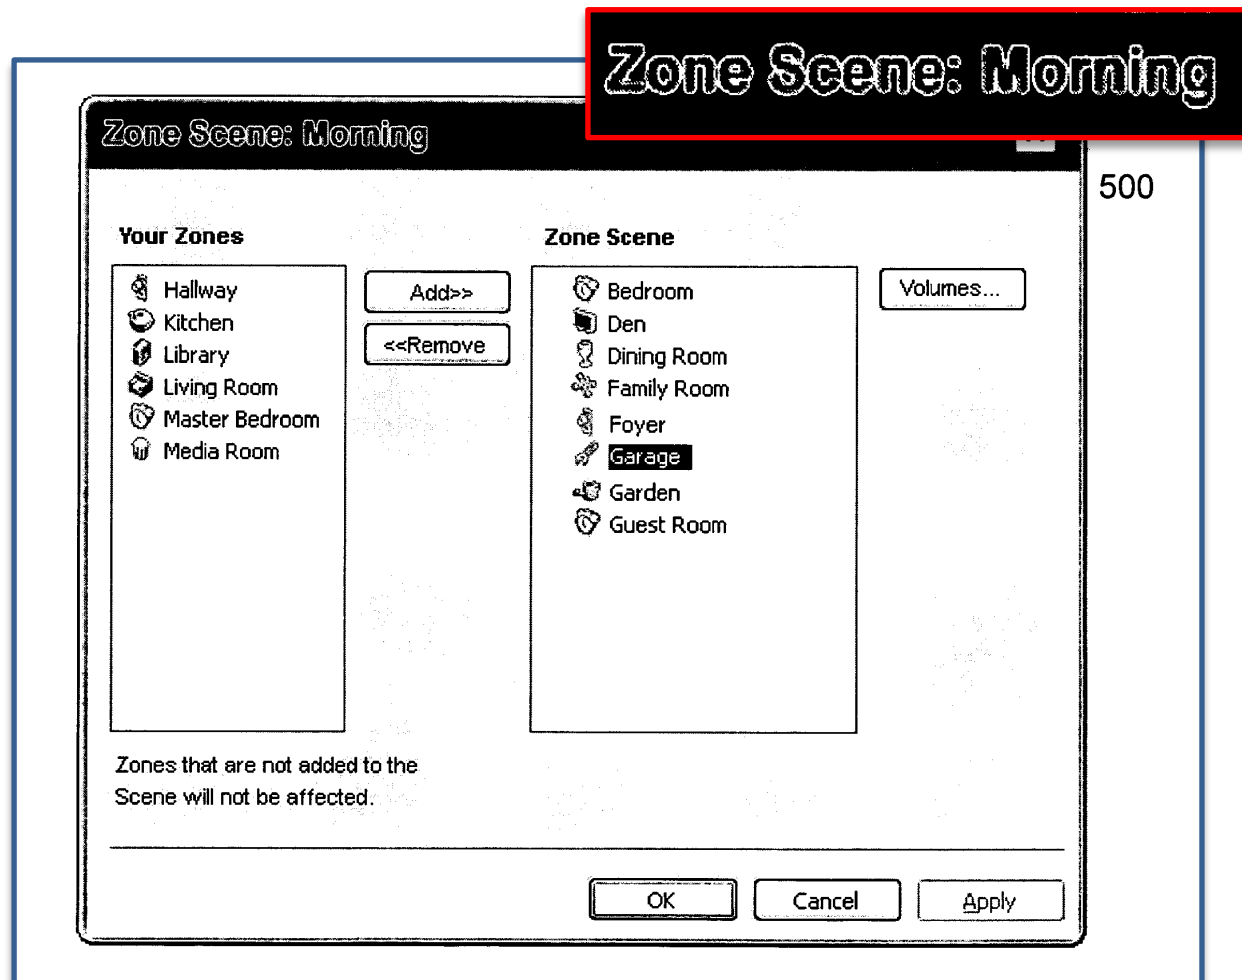 Zone Scene: Morning
Zone Scene: Morning
500
Your Zones
Hallway
Kitchen
Library
Living Room
Master Bedroom
Media Room
Add>>
<<Remove
Zone Scene
Bedroom
Den
Dining Room
Family Room
Foyer
Garage
Garden
Guest Room
Volumes...
Zones that are not added to the
Scene will not be affected.
OK
Cancel
Apply